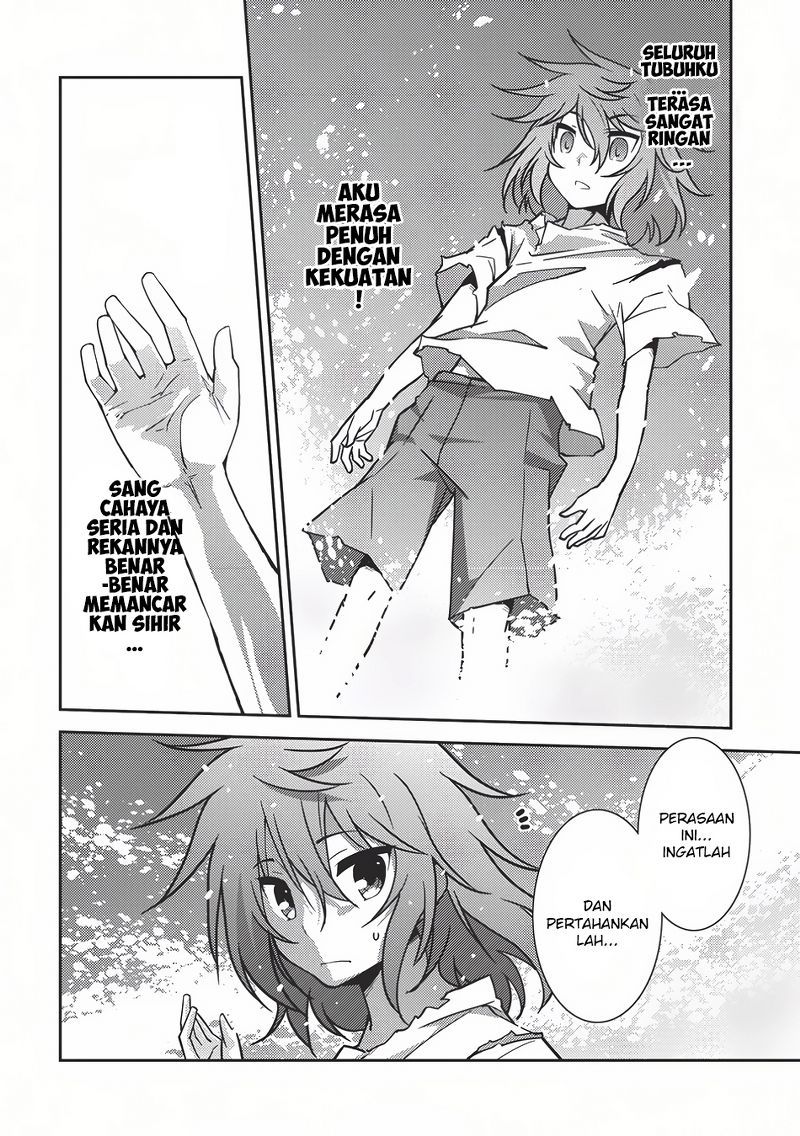 SELURUH
TUBUHKU
...
TERASA
SANGAT
RINGAN
...
AKU
MERASA
PENUH
DENGAN
KEKUATAN
!
SANG
CAHAYA
SERIA DAN
REKANNYA
BENAR
-BENAR
MEMANCAR
KAN SIHIR
...
PERASAAN
INI...
INGATLAH
DAN
PERTAHANKAN
LAH...